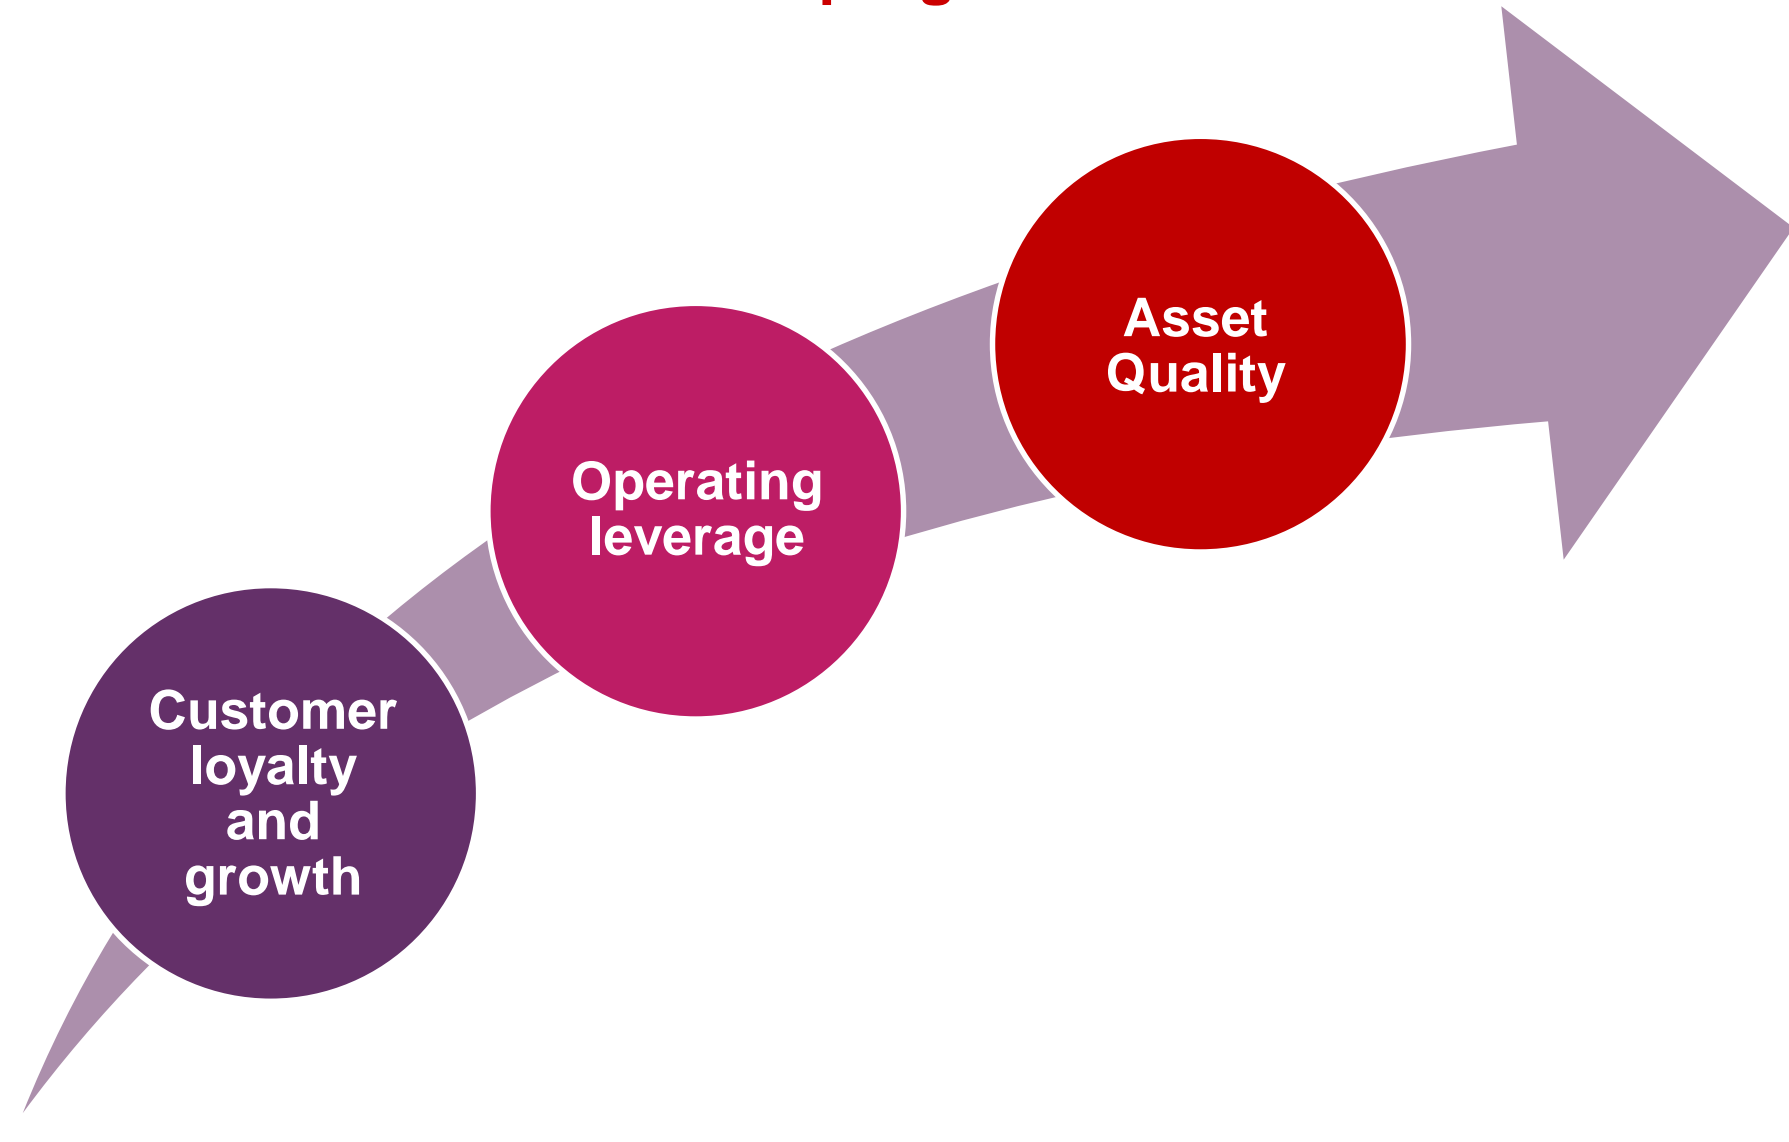 Customer
loyalty
and
growth
Operating
leverage
Asset
Quality